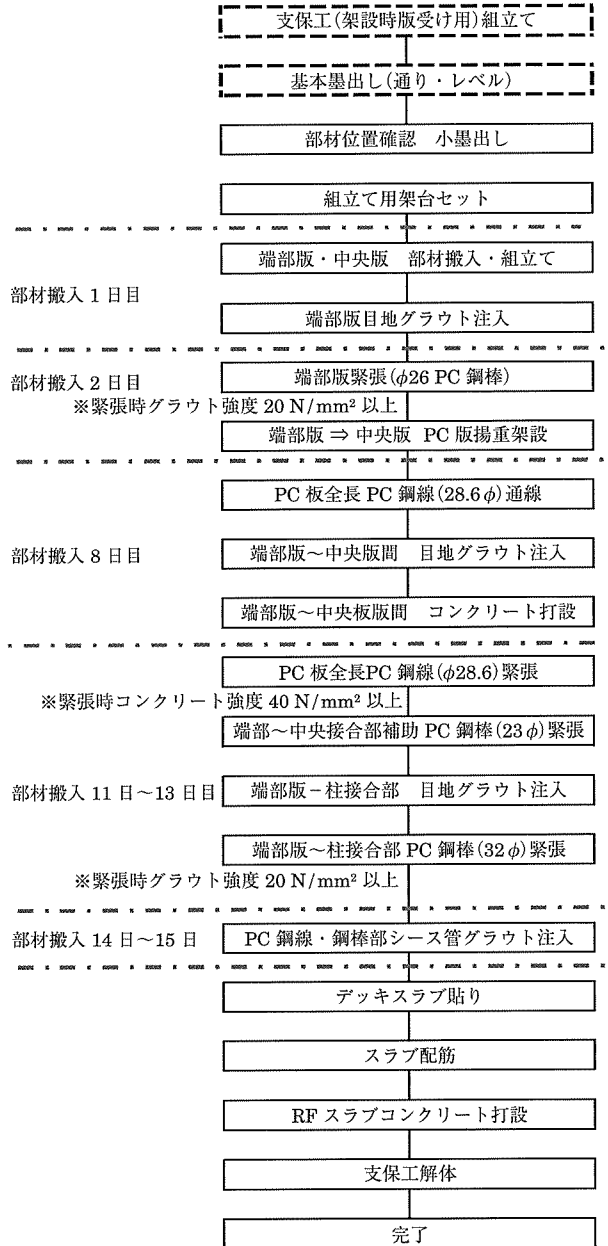 支保工(架設時版受け用)組立て
基本墨出し(通り・レベル)
部材位置確認　小墨出し
組立て用架台セット
端部版・中央版　部材搬入・組立て
部材搬入 1 日目
端部版目地グラウト注入
部材搬入 2 日目
端部版緊張(φ26 PC 鋼棒)
※緊張時グラウト強度 20 N/mm² 以上
端部版 ⇒ 中央版 PC 版揚重架設
PC 板全長 PC 鋼線(28.6φ)通線
部材搬入 8 日目
端部版～中央版間　目地グラウト注入
端部版～中央板版間　コンクリート打設
PC 板全長PC 鋼線(φ28.6)緊張
※緊張時コンクリート強度 40 N/mm² 以上
端部～中央接合部補助 PC 鋼棒(23φ)緊張
部材搬入 11 日～13 日目
端部版－柱接合部　目地グラウト注入
端部版～柱接合部 PC 鋼棒(32φ)緊張
※緊張時グラウト強度 20 N/mm² 以上
部材搬入 14 日～15 日
PC 鋼線・鋼棒部シース管グラウト注入
デッキスラブ貼り
スラブ配筋
RF スラブコンクリート打設
支保工解体
完了